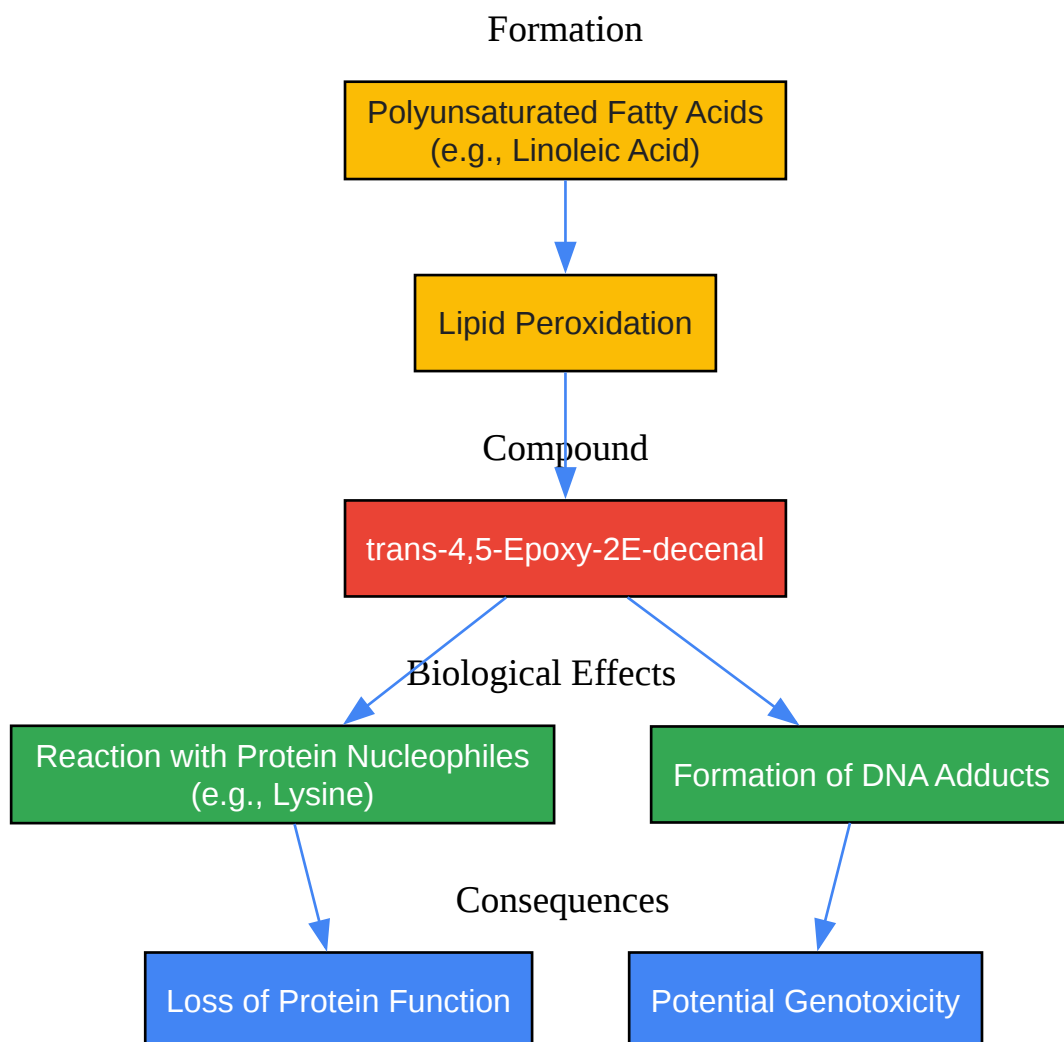 Formation
Polyunsaturated Fatty Acids
(e.g., Linoleic Acid)
Lipid Peroxidation
Compound
trans-4,5-Epoxy-2E-decenal
Biological Effects
Reaction with Protein Nucleophiles
(e.g., Lysine)
Formation of DNA Adducts
Consequences
Loss of Protein Function
Potential Genotoxicity